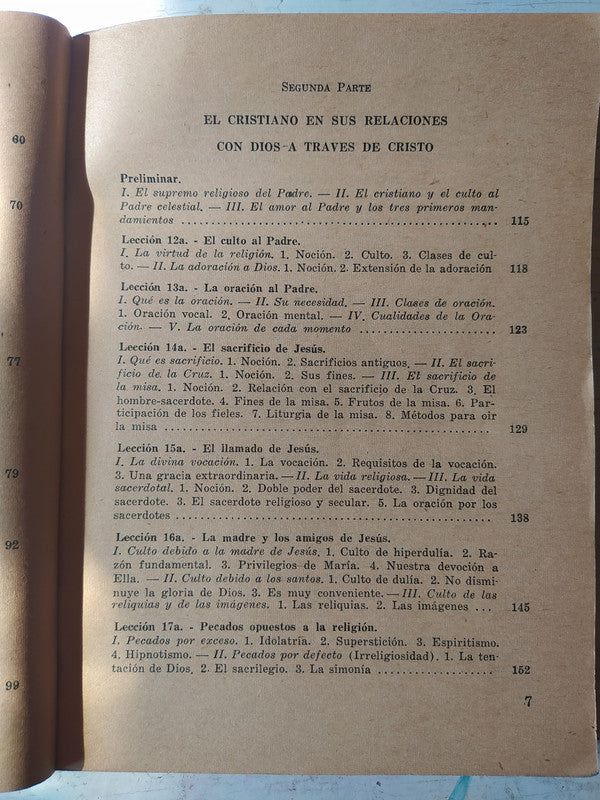 60
70
77
79
92
99
SEGUNDA PARTE
EL CRISTIANO EN SUS RELACIONES
CON DIOS A TRAVES DE CRISTO
Preliminar.
I. El supremo religioso del Padre. — II. El cristiano y el culto al
Padre celestial. — III. El amor al Padre y los tres primeros man-
damientos ........................................ 115
Lección 12a. - El culto al Padre.
I. La virtud de la religión. 1. Noción. 2. Culto. 3. Clases de cul-
to. — II. La adoración a Dios. 1. Noción. 2. Extensión de la adoración 118
Lección 13a. - La oración al Padre.
I. Qué es la oración. — II. Su necesidad. — III. Clases de oración.
1. Oración vocal. 2. Oración mental. — IV. Cualidades de la Ora-
ción. — V. La oración de cada momento .................... 123
Lección 14a. - El sacrificio de Jesús.
I. Qué es sacrificio. 1. Noción. 2. Sacrificios antiguos. — II. El sacri-
ficio de la Cruz. 1. Noción. 2. Sus fines. — III. El sacrificio de
la misa. 1. Noción. 2. Relación con el sacrificio de la Cruz. 3. El
hombre-sacerdote. 4. Fines de la misa. 5. Frutos de la misa. 6. Par-
ticipación de los fieles. 7. Liturgia de la misa. 8. Métodos para oir
la misa ........................................ 129
Lección 15a. - El llamado de Jesús.
I. La divina vocación. 1. La vocación. 2. Requisitos de la vocación.
3. Una gracia extraordinaria. — II. La vida religiosa. — III. La vida
sacerdotal. 1. Noción. 2. Doble poder del sacerdote. 3. Dignidad del
sacerdote. 3. El sacerdote religioso y secular. 5. La oración por los
sacerdotes ........................................ 138
Lección 16a. - La madre y los amigos de Jesús.
I. Culto debido a la madre de Jesús. 1. Culto de hiperdulía. 2. Ra-
zón fundamental. 3. Privilegios de María. 4. Nuestra devoción a
Ella. — II. Culto debido a los santos. 1. Culto de dulía. 2. No dismi-
nuye la gloria de Dios. 3. Es muy conveniente. — III. Culto de las
reliquias y de las imágenes. 1. Las reliquias. 2. Las imágenes ... 145
Lección 17a. - Pecados opuestos a la religión.
I. Pecados por exceso. 1. Idolatría. 2. Superstición. 3. Espiritismo.
4. Hipnotismo. — II. Pecados por defecto (Irreligiosidad). 1. La ten-
tación de Dios. 2. El sacrilegio. 3. La simonía .................. 152
7